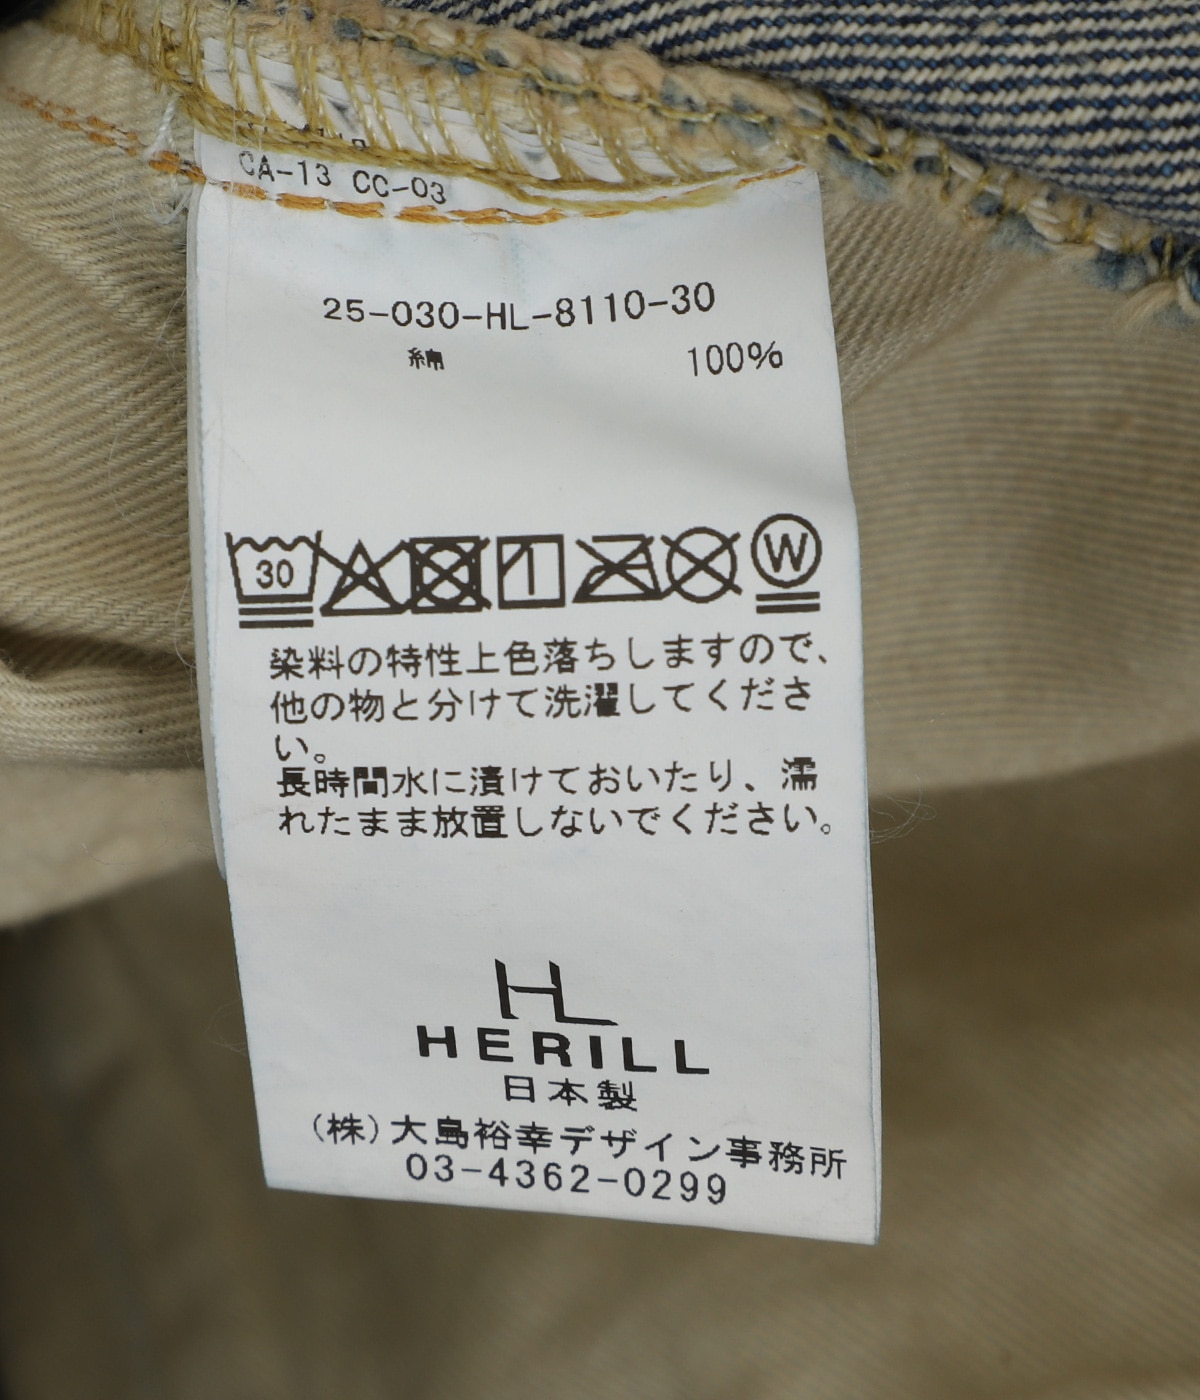 CA-13 CC-03
25-030-HL-8110-30
綿 100%
30
W
染料の特性上色落ちしますので、
他の物と分けて洗濯してくださ
い。
長時間水に漬けておいたり、濡
れたまま放置しないでください。
HL
HERILL
日本製
(株)大島裕幸デザイン事務所
03-4362-0299